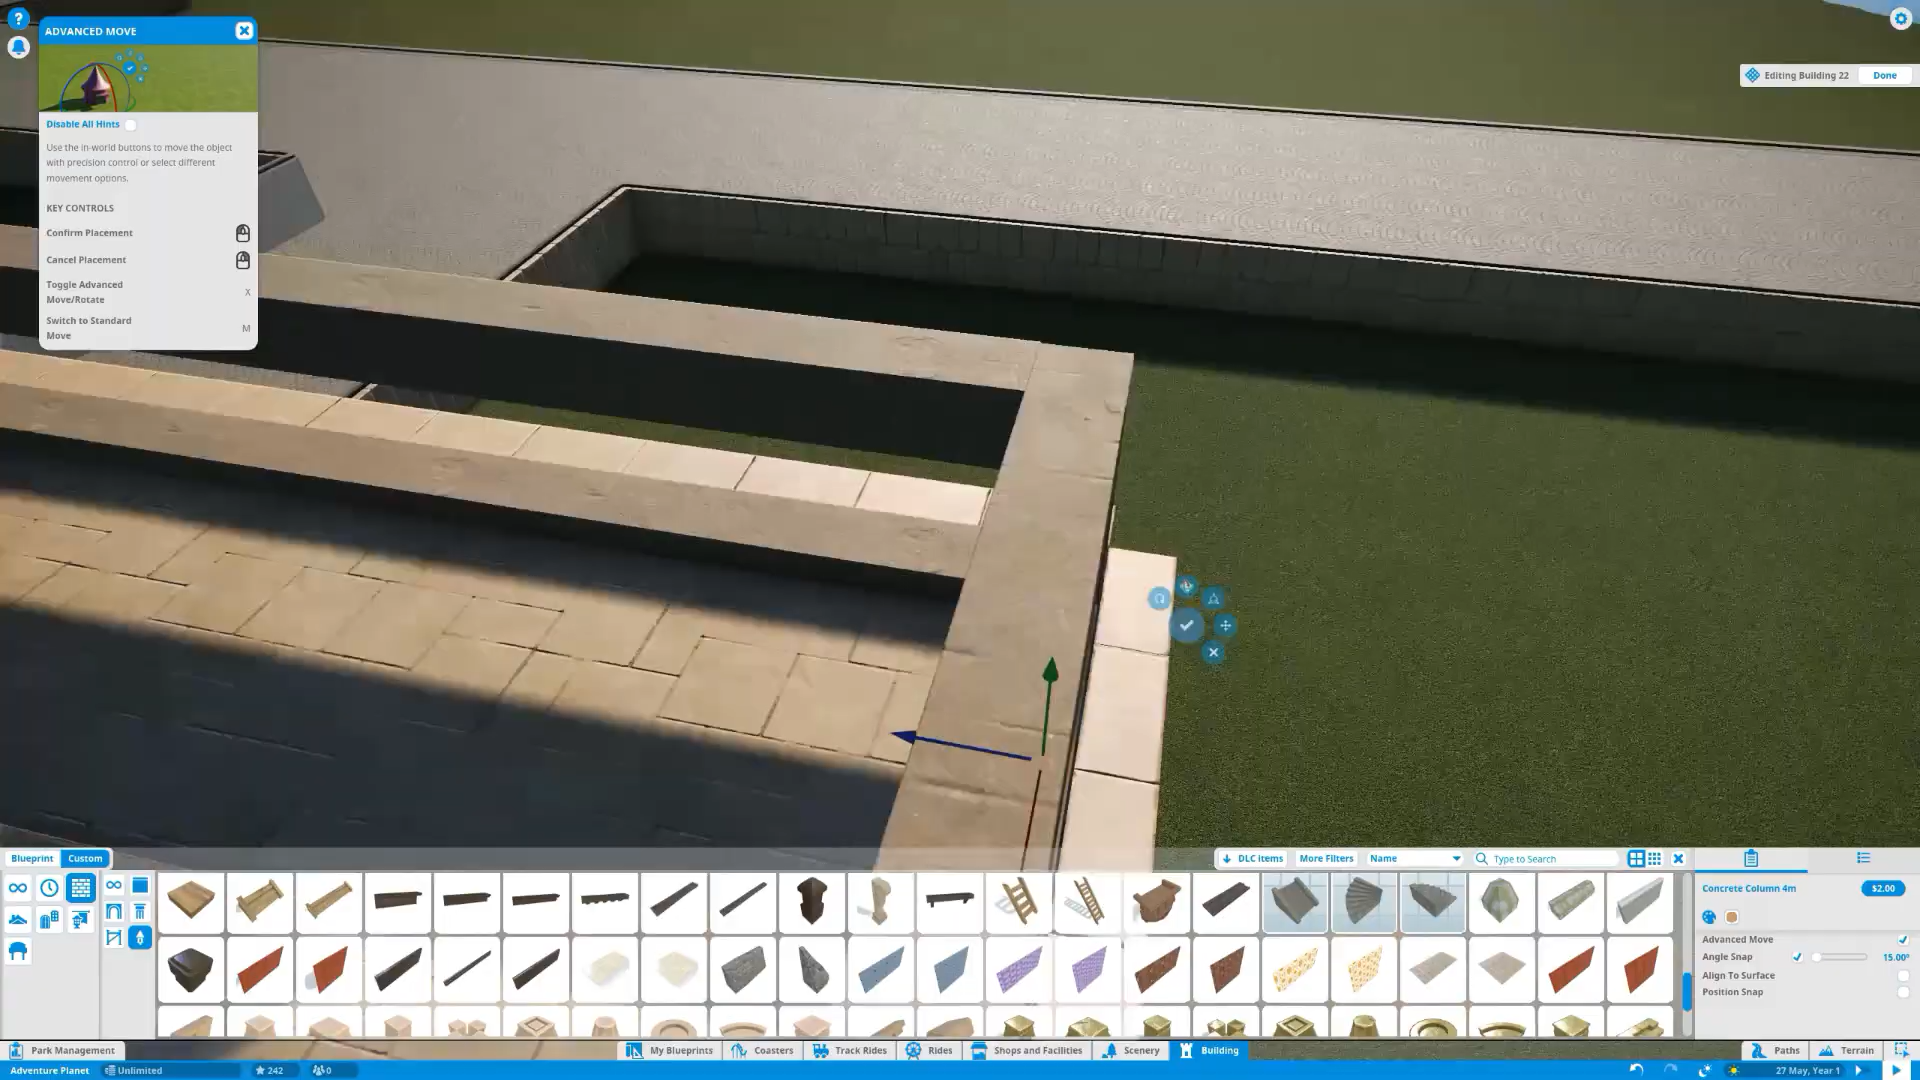 ?
ADVANCED MOVE
Disable All Hints
Use the in-world buttons to move the object
with precision control or select different
movement options.
KEY CONTROLS
Confirm Placement
Cancel Placement
Toggle Advanced
Move/Rotate
X
Switch to Standard
Move
M
Editing Building 22
Done
Blueprint
Custom
DLC items
More Filters
Name
Type to Search
Concrete Column 4m
$2.00
Advanced Move
Angle Snap
15.00°
Align To Surface
Position Snap
Park Management
My Blueprints
Coasters
Track Rides
Rides
Shops and Facilities
Scenery
Building
Paths
Terrain
Adventure Planet
Unlimited
242
0
27 May, Year 1